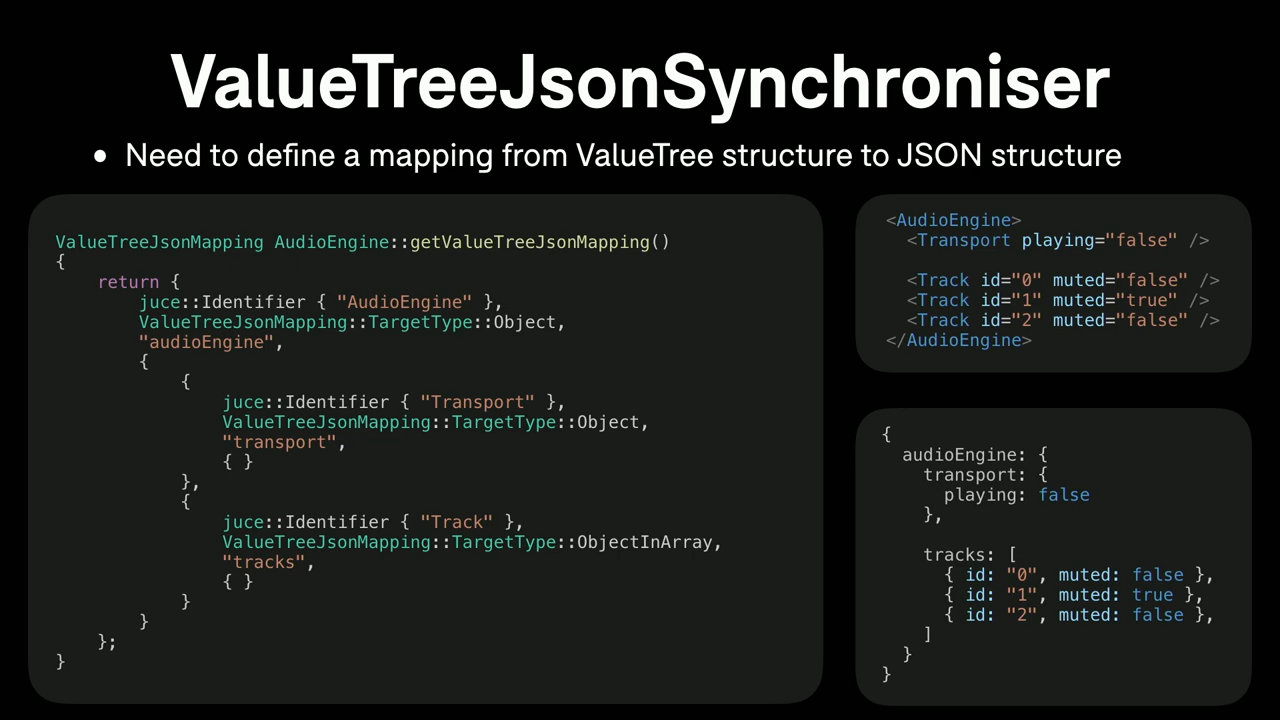 ValueTreeJsonSynchroniser
• Need to define a mapping from ValueTree structure to JSON structure
ValueTreeJsonMapping AudioEngine::getValueTreeJsonMapping()
{
    return {
        juce::Identifier { "AudioEngine" },
        ValueTreeJsonMapping::TargetType::Object,
        "audioEngine",
        {
            {
                juce::Identifier { "Transport" },
                ValueTreeJsonMapping::TargetType::Object,
                "transport",
                { }
            },
            {
                juce::Identifier { "Track" },
                ValueTreeJsonMapping::TargetType::ObjectInArray,
                "tracks",
                { }
            }
        }
    };
}
<AudioEngine>
  <Transport playing="false" />
  <Track id="0" muted="false" />
  <Track id="1" muted="true" />
  <Track id="2" muted="false" />
</AudioEngine>
{
  audioEngine: {
    transport: {
      playing: false
    },
    tracks: [
      { id: "0", muted: false },
      { id: "1", muted: true },
      { id: "2", muted: false },
    ]
  }
}